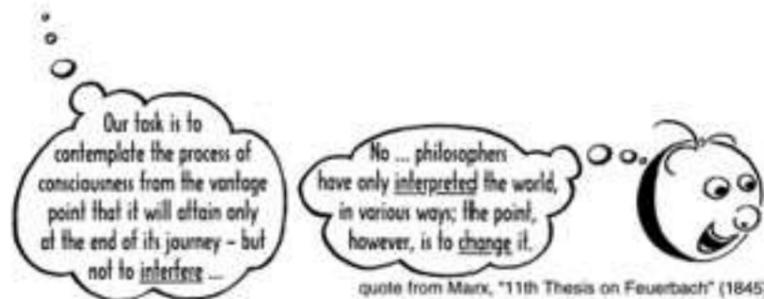 Our task is to
contemplate the process of
consciousness from the vantage
point that it will attain only
at the end of its journey – but
not to interfere ...
No ... philosophers
have only interpreted the world,
in various ways; the point,
however, is to change it.
quote from Marx, "11th Thesis on Feuerbach" (1845)